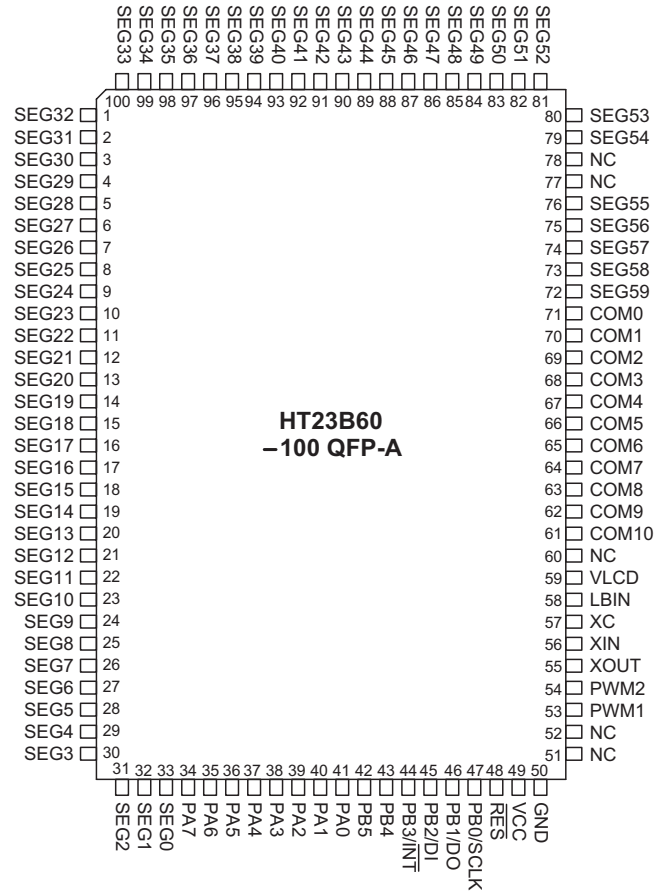 SEG33 SEG34 SEG35 SEG36 SEG37 SEG38 SEG39 SEG40 SEG41 SEG42 SEG43 SEG44 SEG45 SEG46 SEG47 SEG48 SEG49 SEG50 SEG51 SEG52
100 99 98 97 96 95 94 93 92 91 90 89 88 87 86 85 84 83 82 81
SEG32 1 80 SEG53
SEG31 2 79 SEG54
SEG30 3 78 NC
SEG29 4 77 NC
SEG28 5 76 SEG55
SEG27 6 75 SEG56
SEG26 7 74 SEG57
SEG25 8 73 SEG58
SEG24 9 72 SEG59
SEG23 10 71 COM0
SEG22 11 70 COM1
SEG21 12 69 COM2
SEG20 13 68 COM3
SEG19 14 67 COM4
SEG18 15 66 COM5
SEG17 16 65 COM6
SEG16 17 64 COM7
SEG15 18 63 COM8
SEG14 19 62 COM9
SEG13 20 61 COM10
SEG12 21 60 NC
SEG11 22 59 VLCD
SEG10 23 58 LBIN
SEG9 24 57 XC
SEG8 25 56 XIN
SEG7 26 55 XOUT
SEG6 27 54 PWM2
SEG5 28 53 PWM1
SEG4 29 52 NC
SEG3 30 51 NC
HT23B60
–100 QFP-A
31 32 33 34 35 36 37 38 39 40 41 42 43 44 45 46 47 48 49 50
SEG2 SEG1 SEG0 PA7 PA6 PA5 PA4 PA3 PA2 PA1 PA0 PB5 PB4 PB3/INT PB2/DI PB1/DO PB0/SCLK RES VCC GND